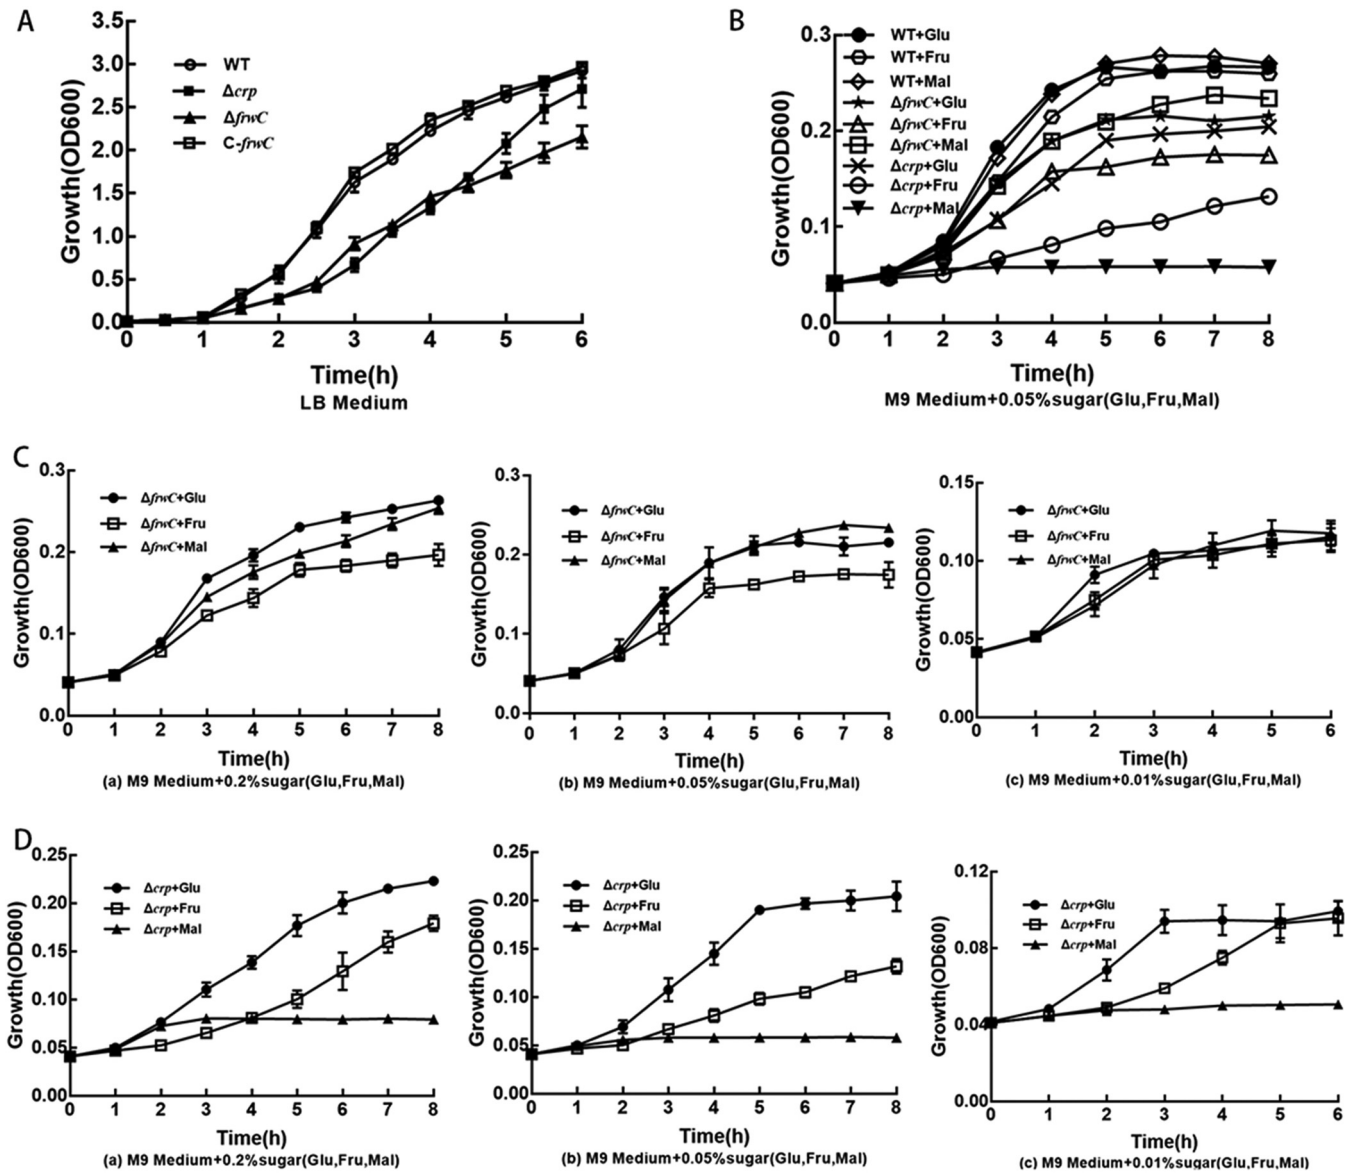 A
3.5
3.0
2.5
2.0
1.5
1.0
0.5
0.0
Growth(OD600)
WT
Δcrp
ΔfrwC
C-frwC
0 1 2 3 4 5 6
Time(h)
LB Medium
B
0.3
0.2
0.1
0.0
Growth(OD600)
WT+Glu
WT+Fru
WT+Mal
ΔfrwC+Glu
ΔfrwC+Fru
ΔfrwC+Mal
Δcrp+Glu
Δcrp+Fru
Δcrp+Mal
0 1 2 3 4 5 6 7 8
Time(h)
M9 Medium+0.05%sugar(Glu,Fru,Mal)
C
0.3
0.2
0.1
0.0
Growth(OD600)
ΔfrwC+Glu
ΔfrwC+Fru
ΔfrwC+Mal
0 1 2 3 4 5 6 7 8
Time(h)
(a) M9 Medium+0.2%sugar(Glu,Fru,Mal)
0.3
0.2
0.1
0.0
Growth(OD600)
ΔfrwC+Glu
ΔfrwC+Fru
ΔfrwC+Mal
0 1 2 3 4 5 6 7 8
Time(h)
(b) M9 Medium+0.05%sugar(Glu,Fru,Mal)
0.15
0.10
0.05
0.00
Growth(OD600)
ΔfrwC+Glu
ΔfrwC+Fru
ΔfrwC+Mal
0 1 2 3 4 5 6
Time(h)
(c) M9 Medium+0.01%sugar(Glu,Fru,Mal)
D
0.25
0.20
0.15
0.10
0.05
0.00
Growth(OD600)
Δcrp+Glu
Δcrp+Fru
Δcrp+Mal
0 1 2 3 4 5 6 7 8
Time(h)
(a) M9 Medium+0.2%sugar(Glu,Fru,Mal)
0.25
0.20
0.15
0.10
0.05
0.00
Growth(OD600)
Δcrp+Glu
Δcrp+Fru
Δcrp+Mal
0 1 2 3 4 5 6 7 8
Time(h)
(b) M9 Medium+0.05%sugar(Glu,Fru,Mal)
0.12
0.08
0.04
0.00
Growth(OD600)
Δcrp+Glu
Δcrp+Fru
Δcrp+Mal
0 1 2 3 4 5 6
Time(h)
(c) M9 Medium+0.01%sugar(Glu,Fru,Mal)